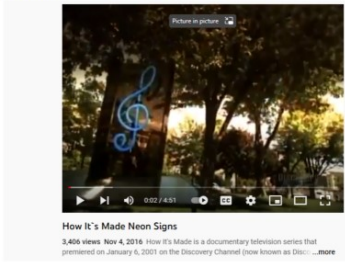 Picture in picture
0:02 / 4:51
CC
How It`s Made Neon Signs
3,406 views Nov 4, 2016 How It's Made is a documentary television series that
premiered on January 6, 2001 on the Discovery Channel (now known as Disc ...more